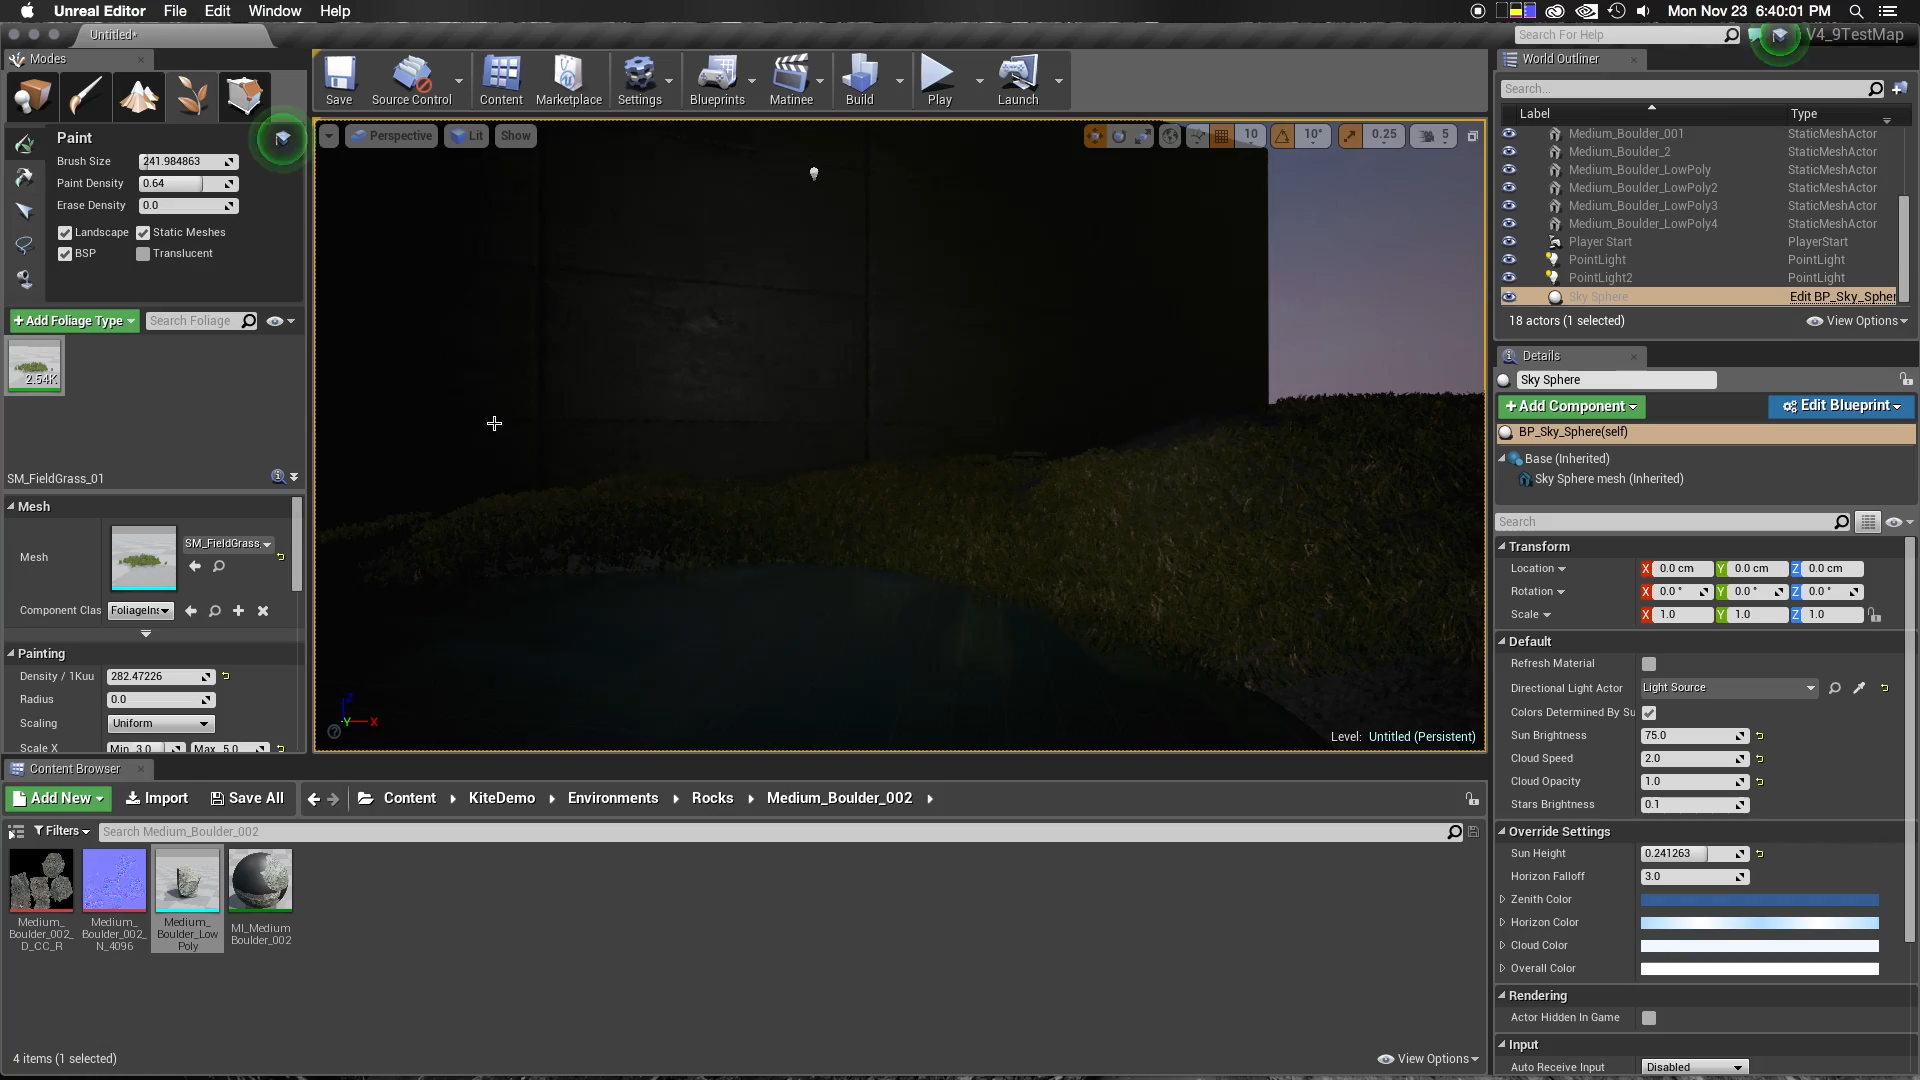 Unreal Editor File Edit Window Help
Mon Nov 23 6:40:01 PM
Untitled*
Search For Help
V4_9TestMap
Modes
Save
Source Control
Content
Marketplace
Settings
Blueprints
Matinee
Build
Play
Launch
Paint
Brush Size 241.984863
Paint Density 0.64
Erase Density 0.0
Landscape Static Meshes
BSP Translucent
+Add Foliage Type
Search Foliage
2.54K
SM_FieldGrass_01
Mesh
Mesh
SM_FieldGrass
Component Clas FoliageIns
Painting
Density / 1Kuu 282.47226
Radius 0.0
Scaling Uniform
Scale X Min 3.0 Max 5.0
Perspective Lit Show
10 10° 0.25 5
Z
Y X
Level: Untitled (Persistent)
World Outliner
Search...
Label Type
Medium_Boulder_001 StaticMeshActor
Medium_Boulder_2 StaticMeshActor
Medium_Boulder_LowPoly StaticMeshActor
Medium_Boulder_LowPoly2 StaticMeshActor
Medium_Boulder_LowPoly3 StaticMeshActor
Medium_Boulder_LowPoly4 StaticMeshActor
Player Start PlayerStart
PointLight PointLight
PointLight2 PointLight
Sky Sphere Edit BP_Sky_Spher
18 actors (1 selected) View Options
Details
Sky Sphere
+Add Component Edit Blueprint
BP_Sky_Sphere(self)
Base (Inherited)
Sky Sphere mesh (Inherited)
Search
Transform
Location X 0.0 cm Y 0.0 cm Z 0.0 cm
Rotation X 0.0 ° Y 0.0 ° Z 0.0 °
Scale X 1.0 Y 1.0 Z 1.0
Default
Refresh Material
Directional Light Actor Light Source
Colors Determined By Su
Sun Brightness 75.0
Cloud Speed 2.0
Cloud Opacity 1.0
Stars Brightness 0.1
Override Settings
Sun Height 0.241263
Horizon Falloff 3.0
Zenith Color
Horizon Color
Cloud Color
Overall Color
Rendering
Actor Hidden In Game
Input
Auto Receive Input Disabled
Content Browser
Add New Import Save All Content KiteDemo Environments Rocks Medium_Boulder_002
Filters Search Medium_Boulder_002
Medium_
Boulder_002_
D_CC_R
Medium_
Boulder_002_
N_4096
Medium_
Boulder_Low
Poly
MI_Medium
Boulder_002
4 items (1 selected)
View Options